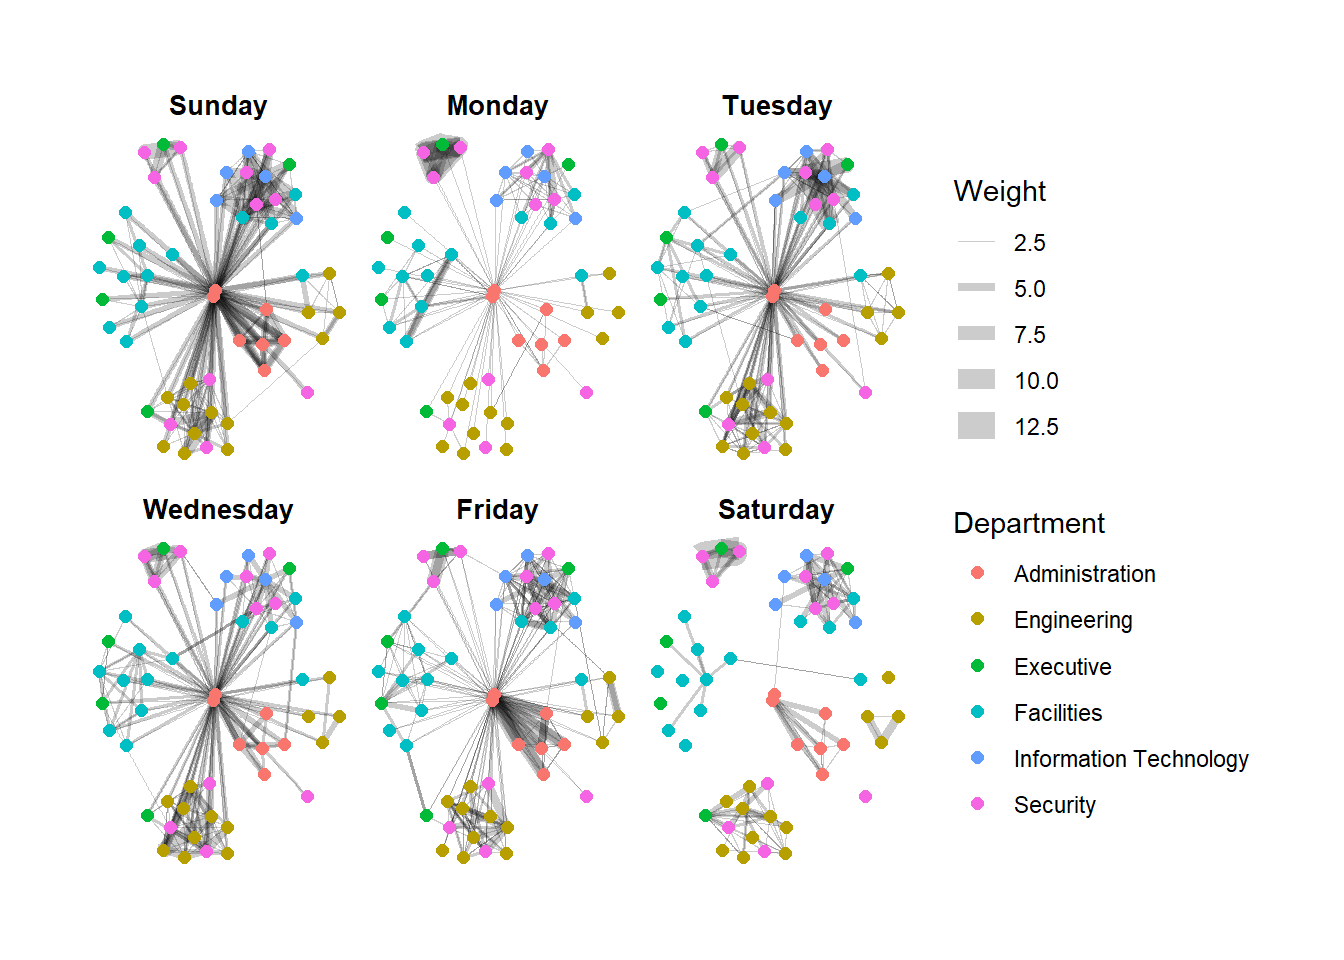 Sunday
Monday
Tuesday
Wednesday
Friday
Saturday
Weight
2.5
5.0
7.5
10.0
12.5
Department
Administration
Engineering
Executive
Facilities
Information Technology
Security